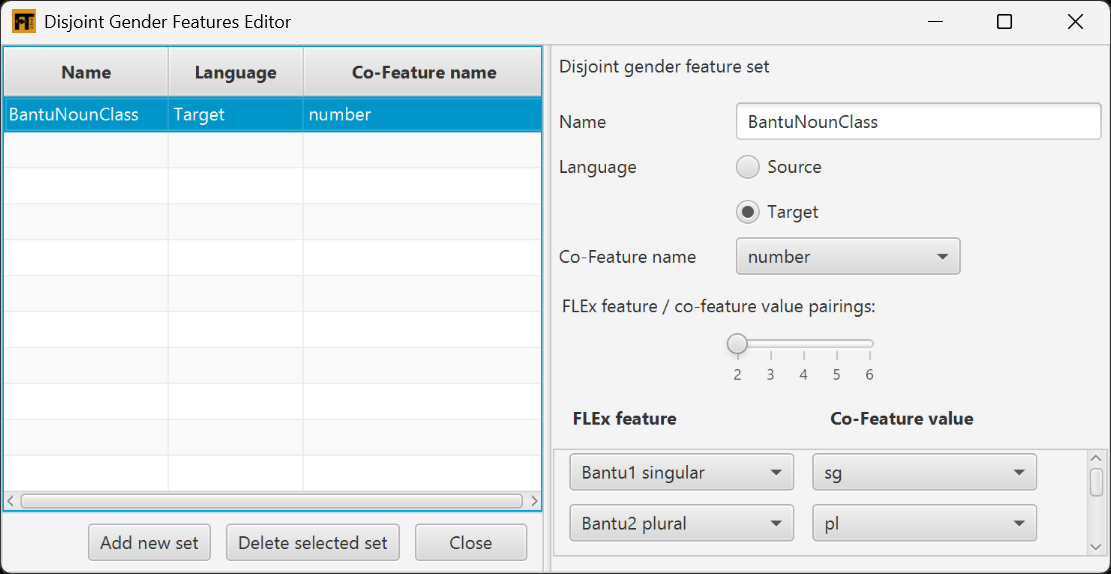 Disjoint Gender Features Editor
Name Language Co-Feature name
BantuNounClass Target number
Add new set Delete selected set Close
Disjoint gender feature set
Name BantuNounClass
Language Source
Target
Co-Feature name number
FLEx feature / co-feature value pairings:
2 3 4 5 6
FLEx feature Co-Feature value
Bantu1 singular sg
Bantu2 plural pl